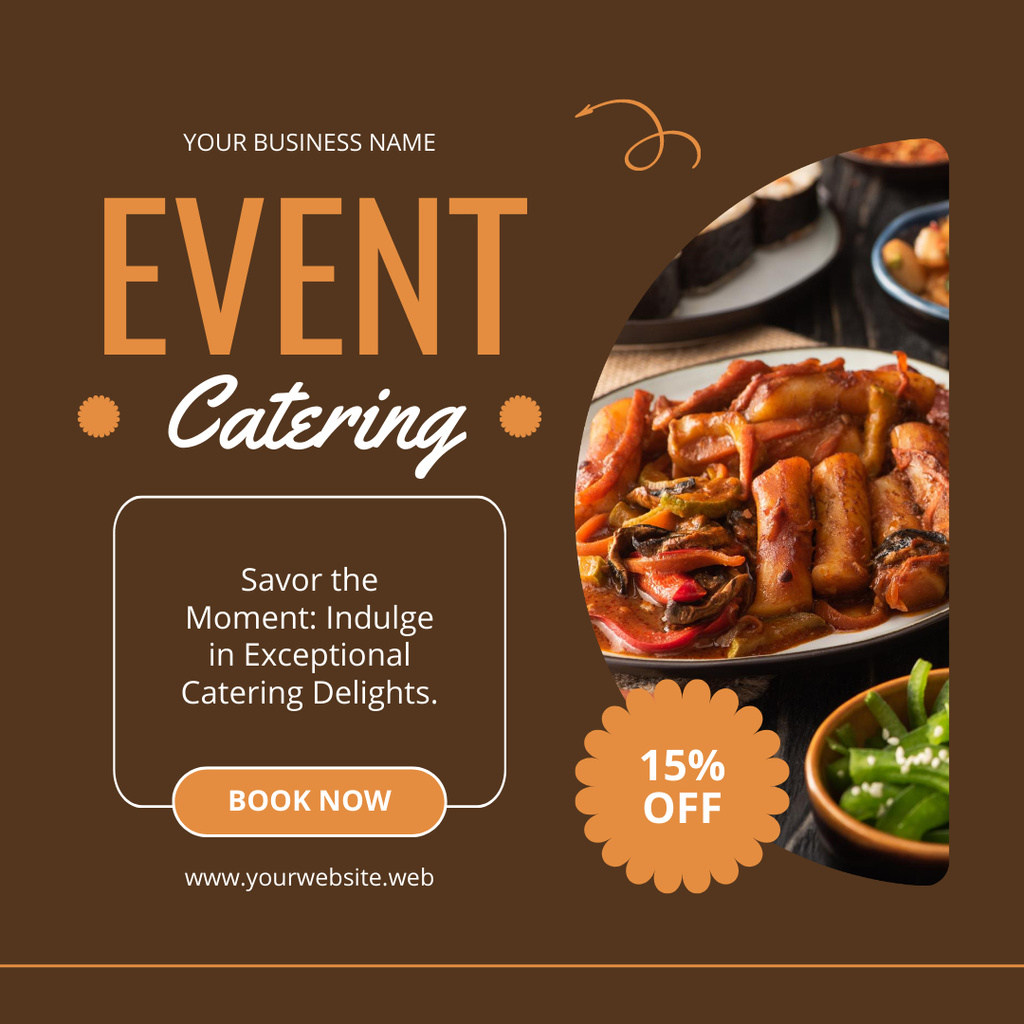 YOUR BUSINESS NAME
EVENT
Catering
Savor the
Moment: Indulge
in Exceptional
Catering Delights.
BOOK NOW
www.yourwebsite.web
15%
OFF